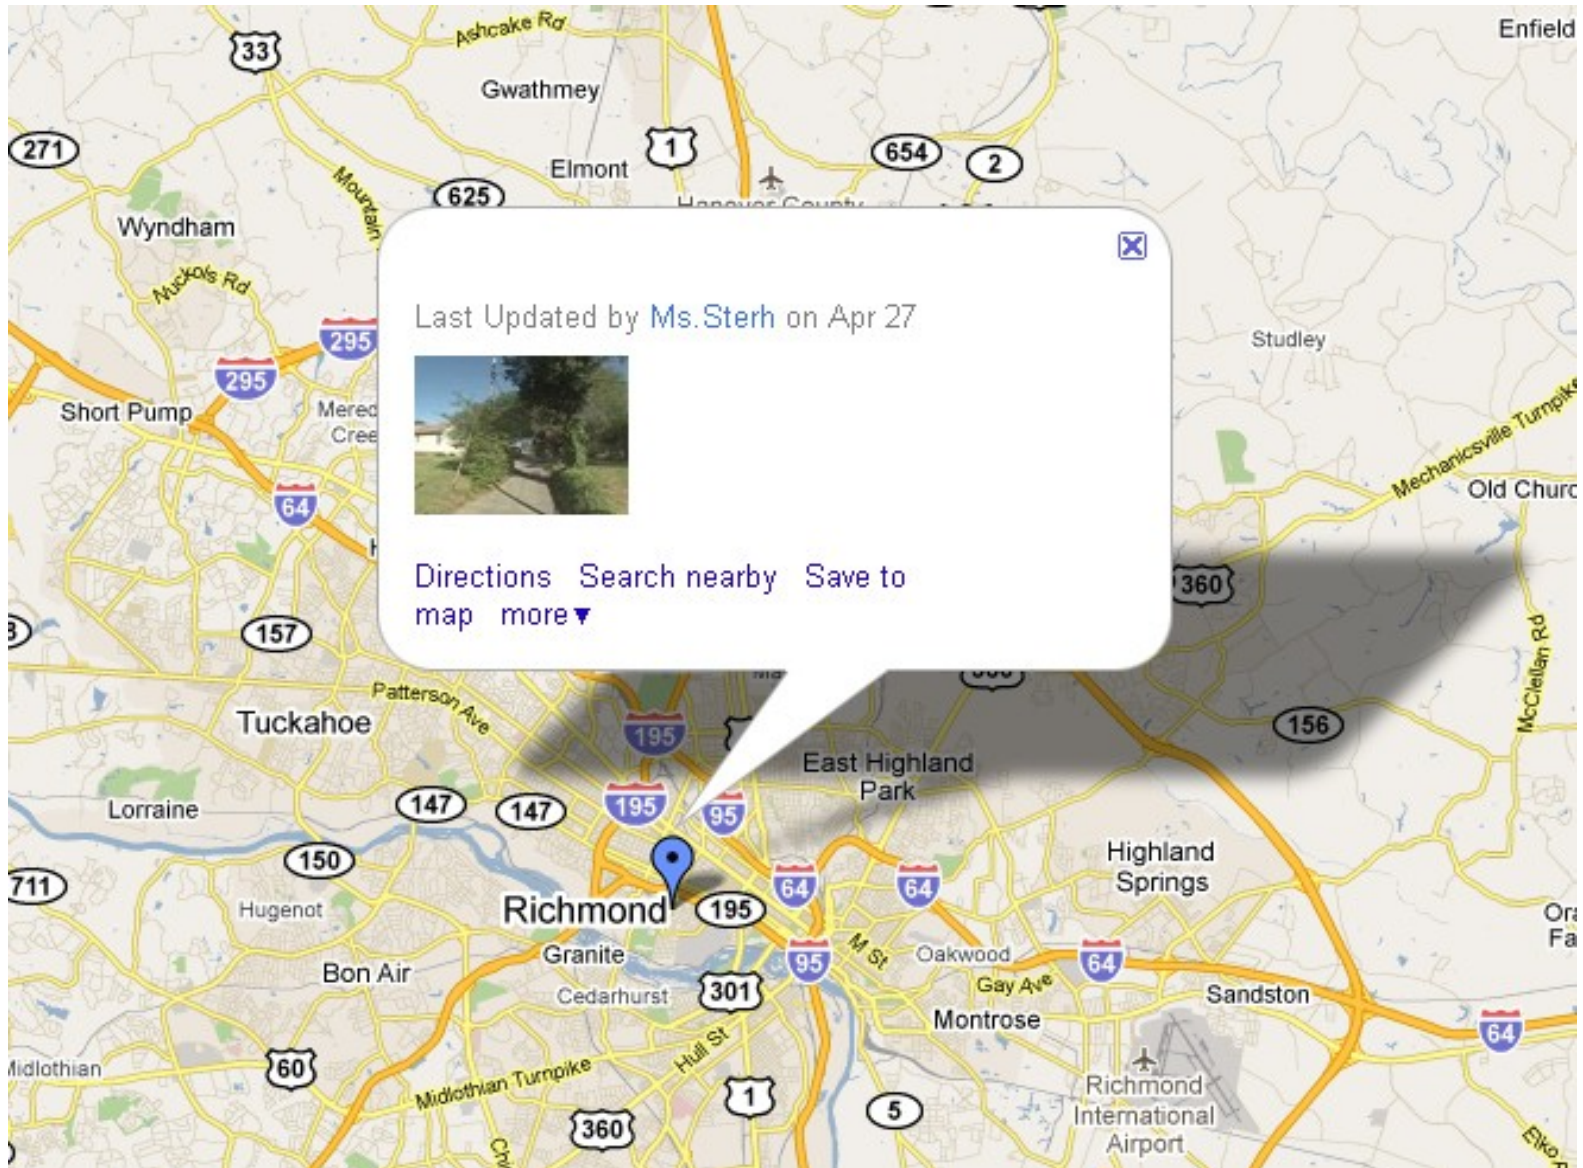 Enfield
33
Ashcake Rd
Gwathmey
271
1
654
2
Elmont
Mountain
625
Hanover County
Wyndham
Nuckols Rd
295
295
Last Updated by Ms.Sterh on Apr 27
Studley
Short Pump
Mechanicsville Turnpike
64
Old Churc
Directions Search nearby Save to
map more▼
360
157
McClellan Rd
Patterson Ave
Tuckahoe
195
156
East Highland
Park
Lorraine
147
147
195
95
150
Highland
Springs
711
64
64
Hugenot
Richmond
195
Granite
M St
Oakwood
Bon Air
95
64
Cedarhurst
301
Gay Ave
Sandston
Montrose
64
Hull St
Midlothian
60
Midlothian Turnpike
1
5
Richmond
International
Airport
360
Elko